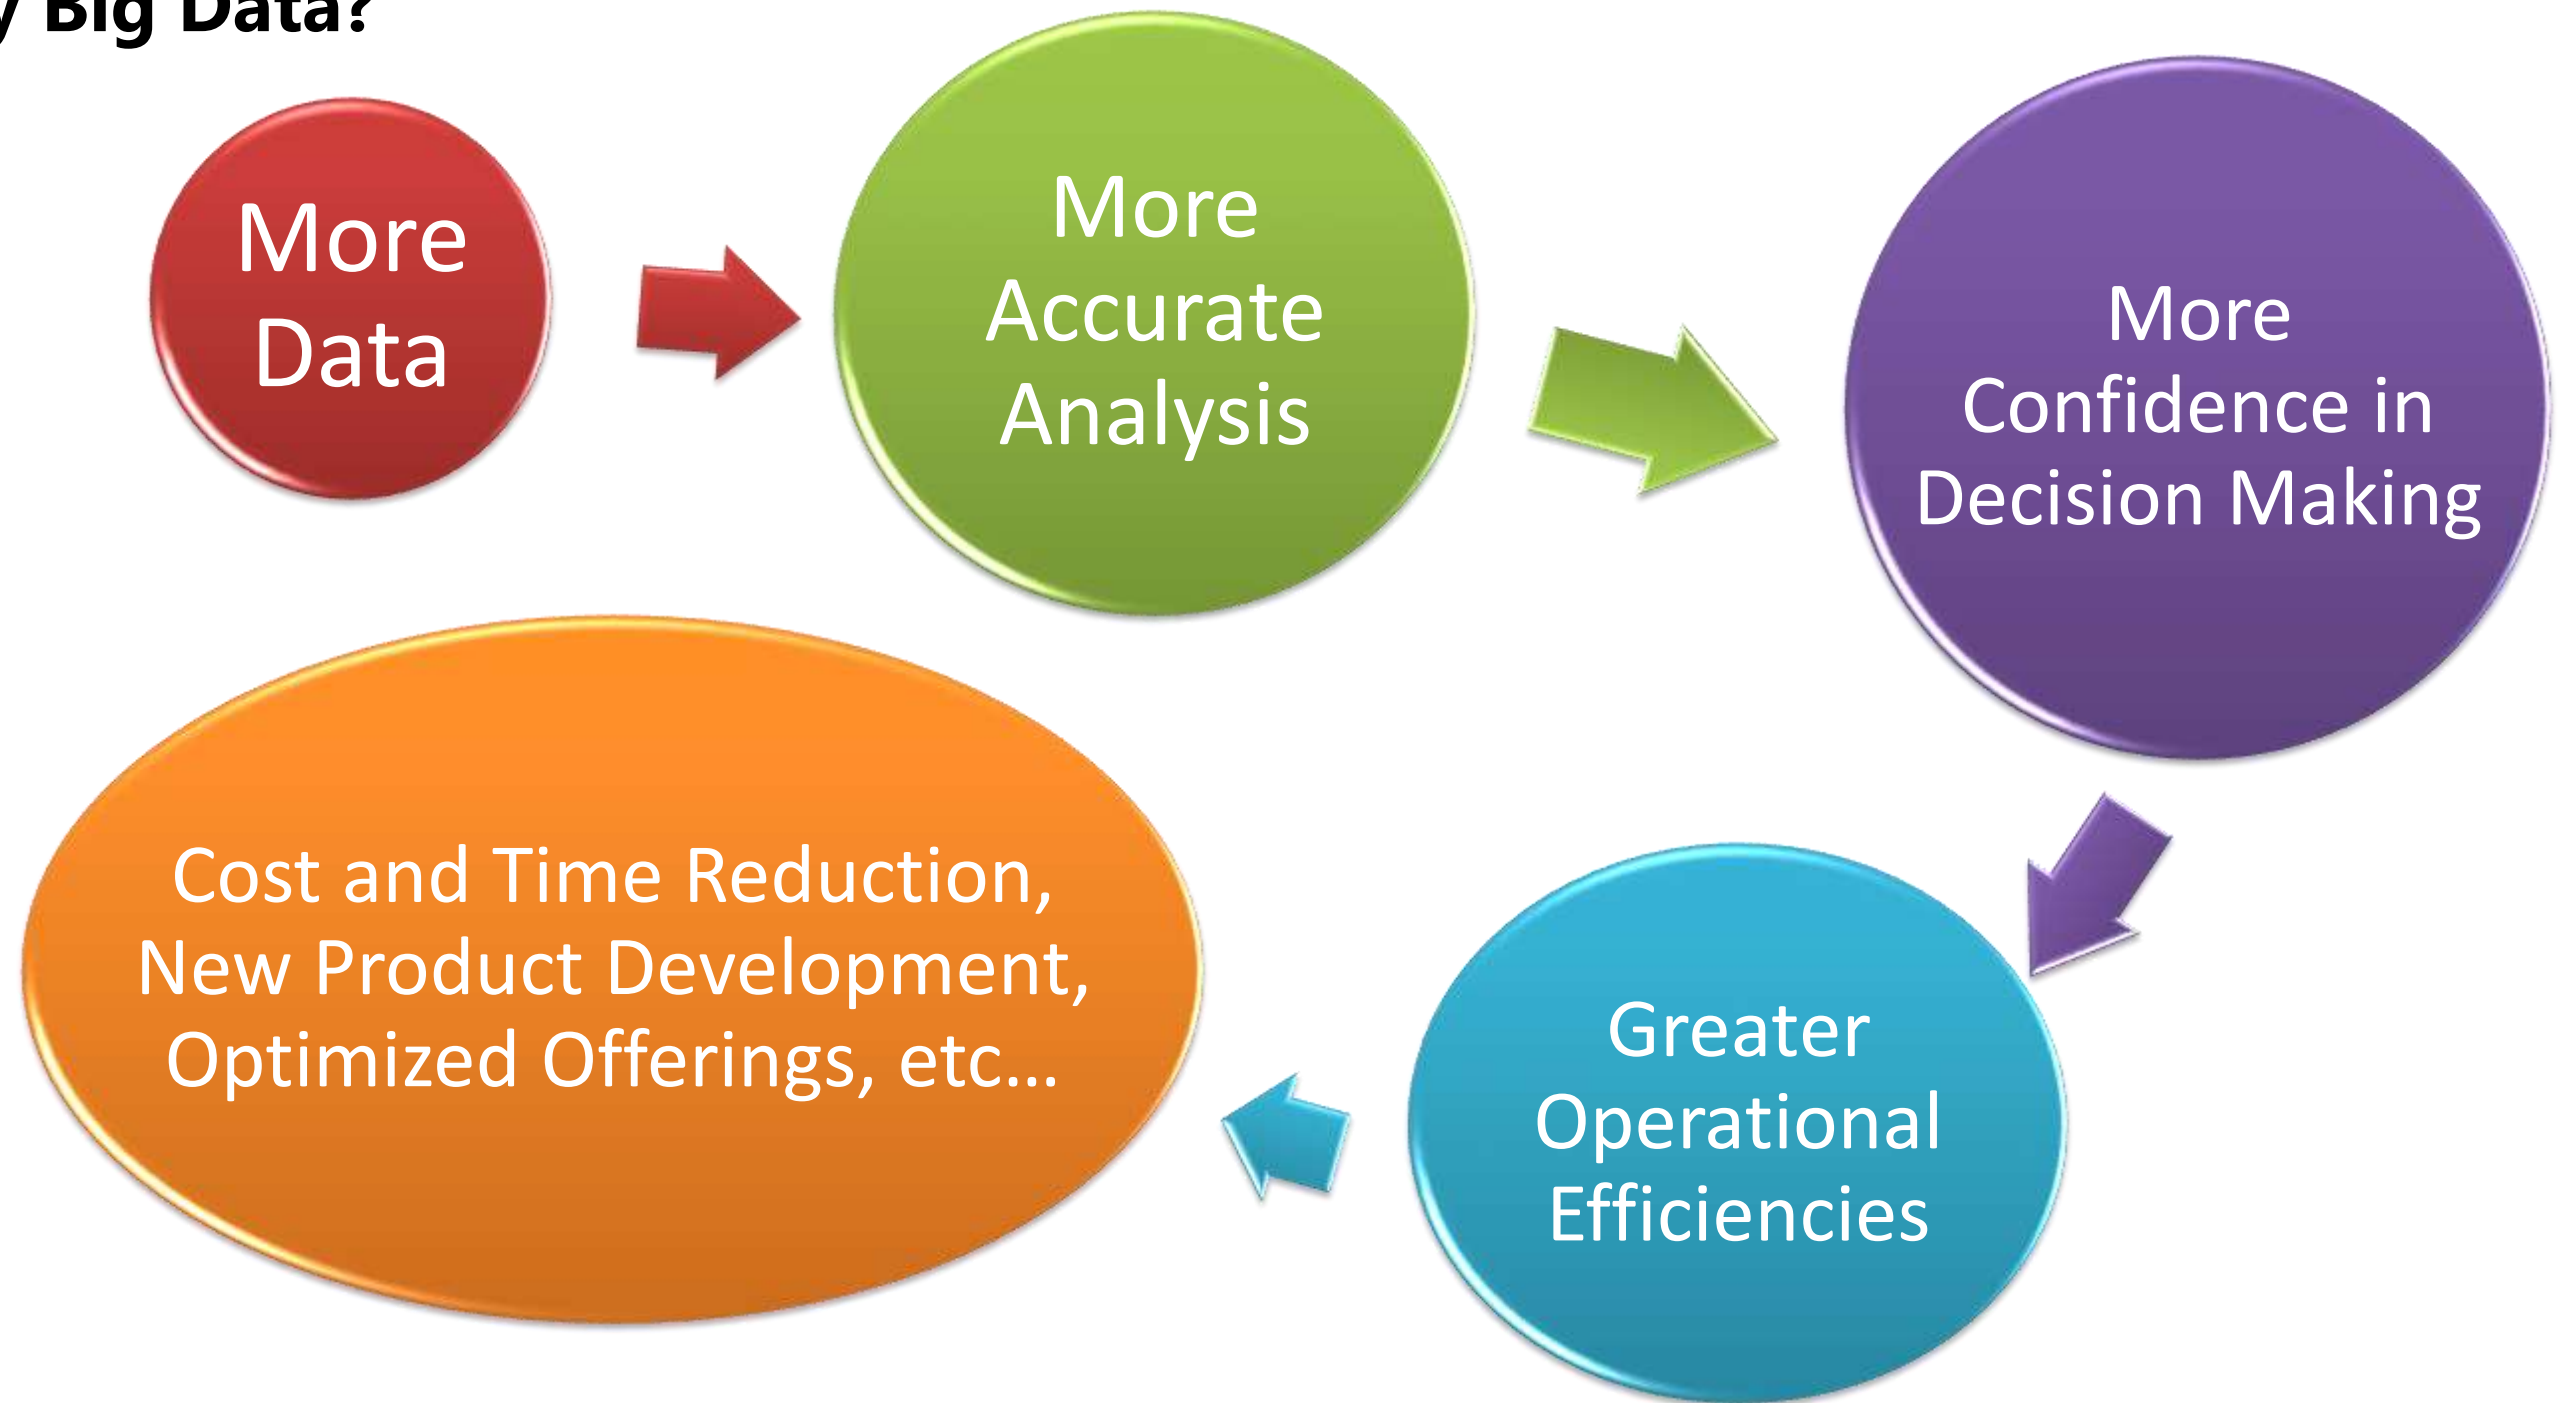 y Big Data?
More
Data
More
Accurate
Analysis
More
Confidence in
Decision Making
Greater
Operational
Efficiencies
Cost and Time Reduction,
New Product Development,
Optimized Offerings, etc...